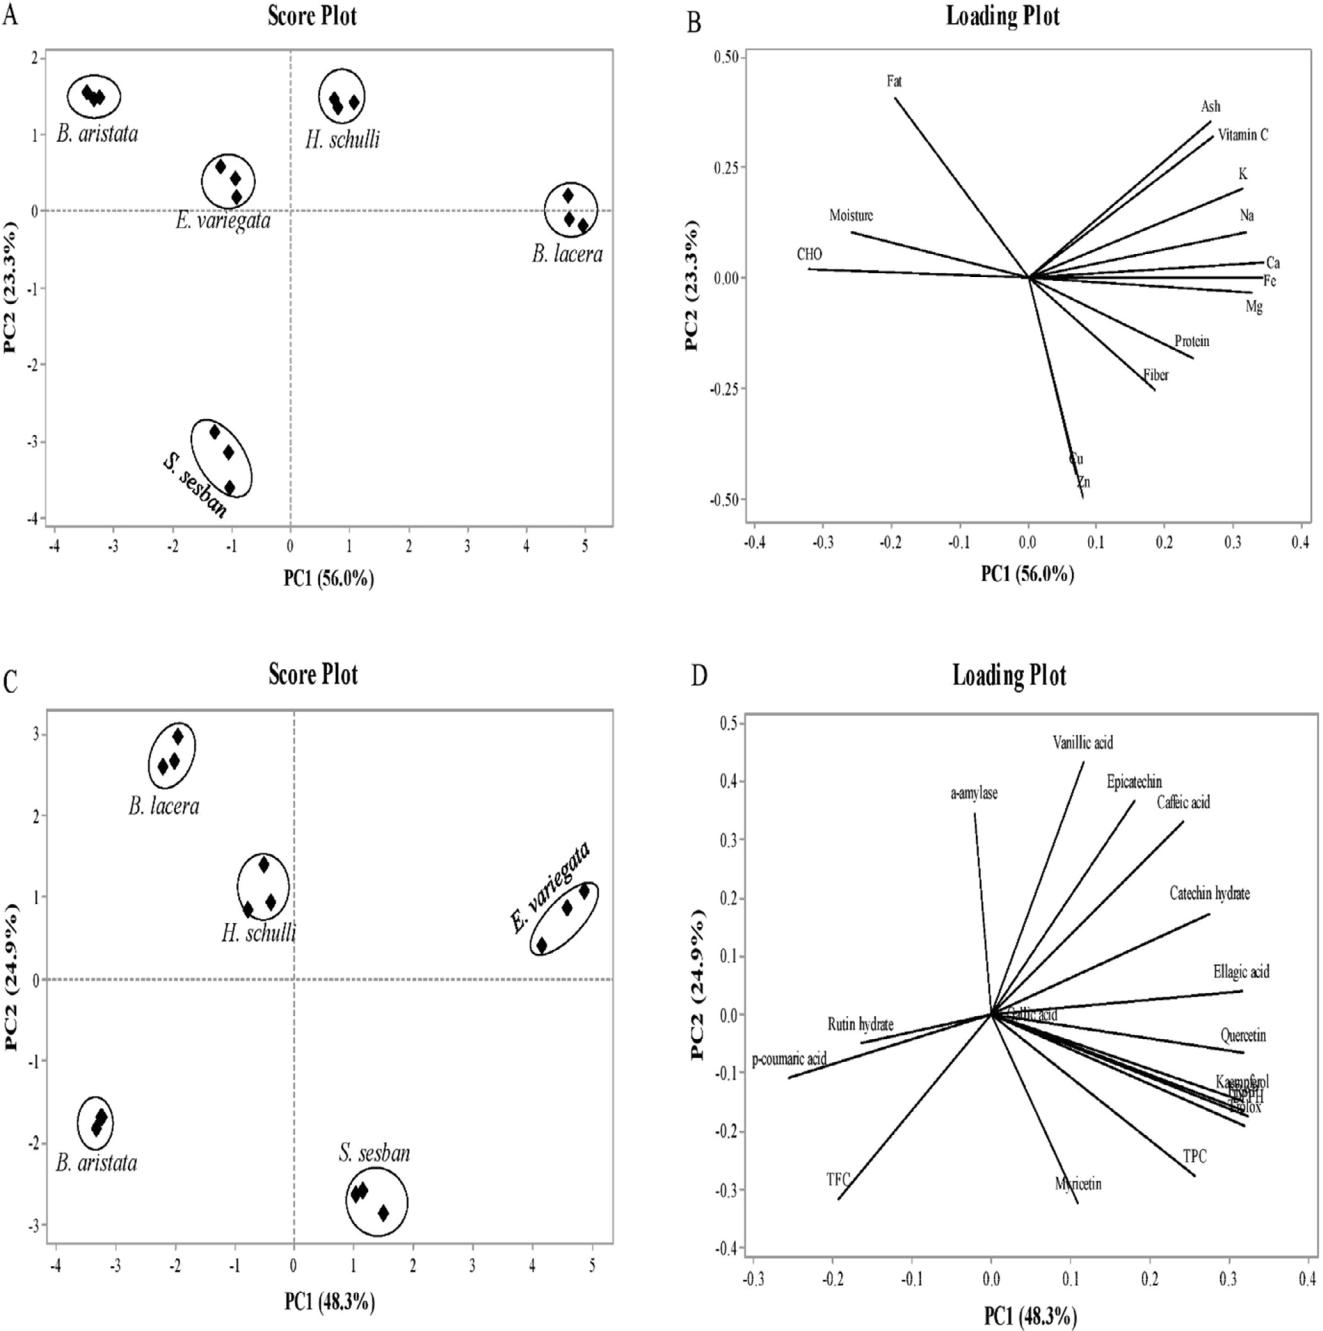 A
Score Plot
2
1
0
-1
-2
-3
-4
PC2 (23.3%)
B. aristata
H. schulli
E. variegata
B. lacera
S. sesban
-4 -3 -2 -1 0 1 2 3 4 5
PC1 (56.0%)
B
Loading Plot
0.50
0.25
0.00
-0.25
-0.50
PC2 (23.3%)
Fat
Ash
Vitamin C
K
Moisture
Na
CHO
Ca
Fe
Mg
Protein
Fiber
Cu
Zn
-0.4 -0.3 -0.2 -0.1 0.0 0.1 0.2 0.3 0.4
PC1 (56.0%)
C
Score Plot
3
2
1
0
-1
-2
-3
PC2 (24.9%)
B. lacera
E. variegata
H. schulli
B. aristata
S. sesban
-4 -3 -2 -1 0 1 2 3 4 5
PC1 (48.3%)
D
Loading Plot
0.5
0.4
0.3
0.2
0.1
0.0
-0.1
-0.2
-0.3
-0.4
PC2 (24.9%)
Vanillic acid
Epicatechin
a-amylase
Caffeic acid
Catechin hydrate
Ellagic acid
Gallic acid
Rutin hydrate
Quercetin
p-coumaric acid
Kaempferol
Trolox
TPC
TFC
Myricetin
-0.3 -0.2 -0.1 0.0 0.1 0.2 0.3 0.4
PC1 (48.3%)